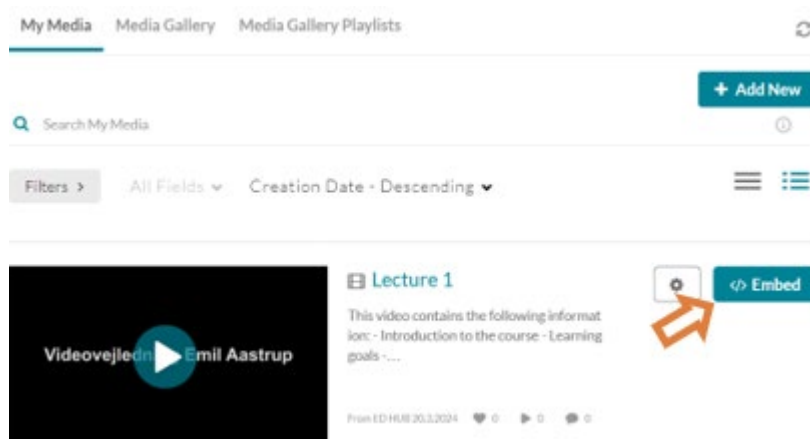 My Media Media Gallery Media Gallery Playlists
+ Add New
Search My Media
Filters > All Fields Creation Date - Descending
Lecture 1
</> Embed
This video contains the following informat
ion: - Introduction to the course - Learning
goals -...
Emil Aastrup
From ED HUB 20.3.2024 0 0 0